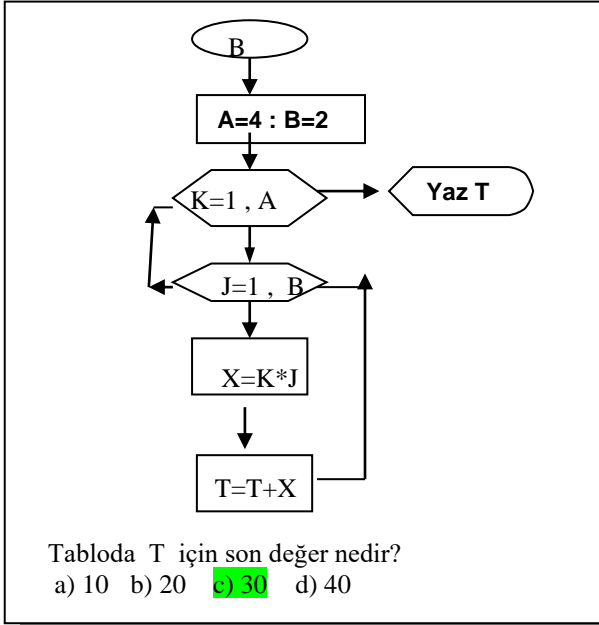 B
A=4 : B=2
K=1 , A
Yaz T
J=1 , B
X=K*J
T=T+X
Tabloda T için son değer nedir?
a) 10 b) 20 c) 30 d) 40